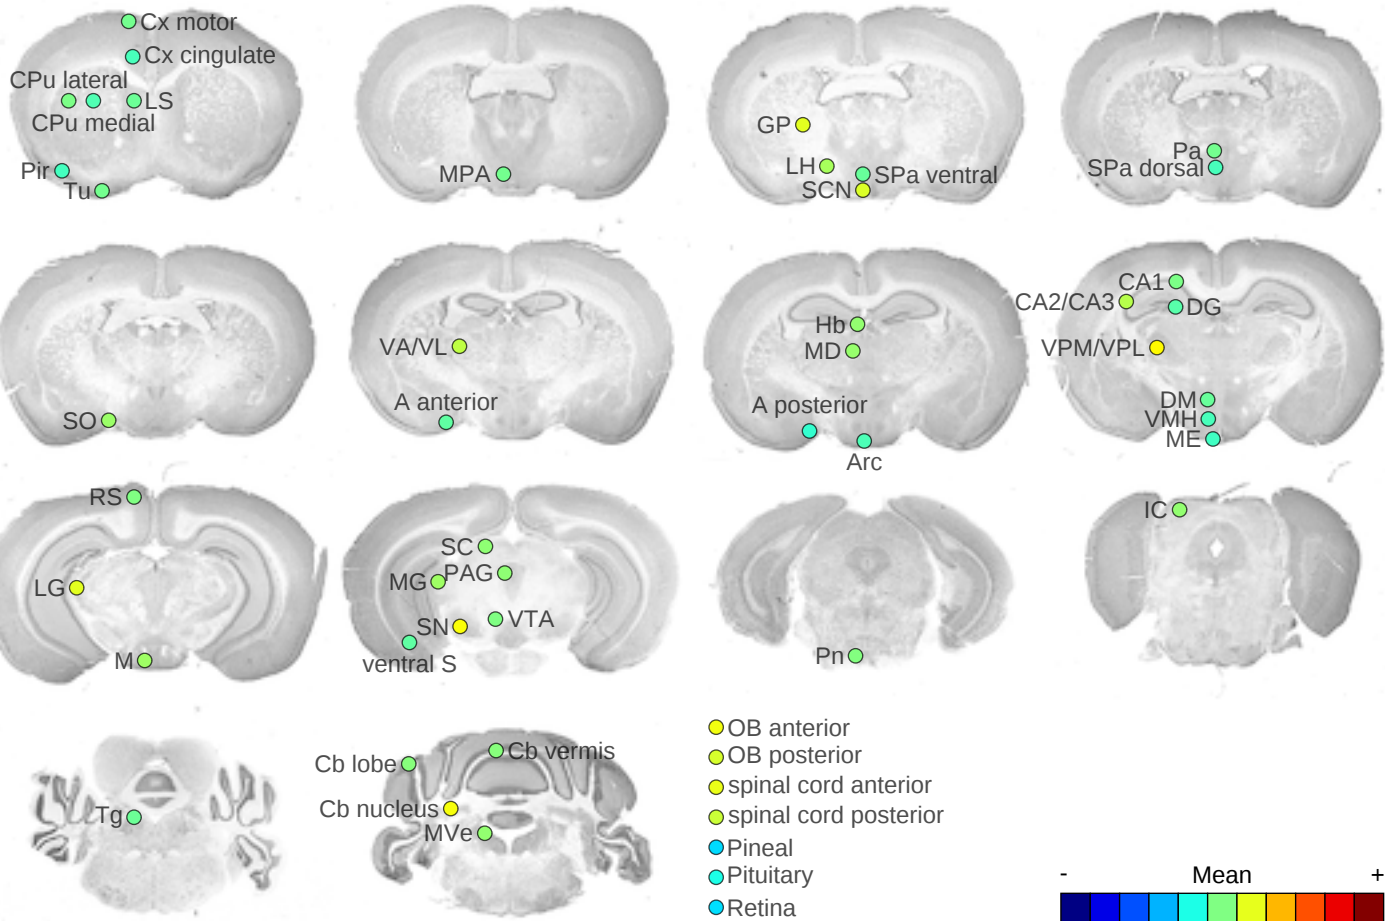 Cx motor
Cx cingulate
CPu lateral
LS
CPu medial
Pir
Tu
MPA
GP
LH
SPa ventral
SCN
Pa
SPa dorsal
SO
VA/VL
A anterior
Hb
MD
A posterior
Arc
CA1
CA2/CA3
DG
VPM/VPL
DM
VMH
ME
RS
LG
M
SC
PAG
MG
VTA
SN
ventral S
Pn
IC
Tg
Cb vermis
Cb lobe
Cb nucleus
MVe
OB anterior
OB posterior
spinal cord anterior
spinal cord posterior
Pineal
Pituitary
Retina
- Mean +